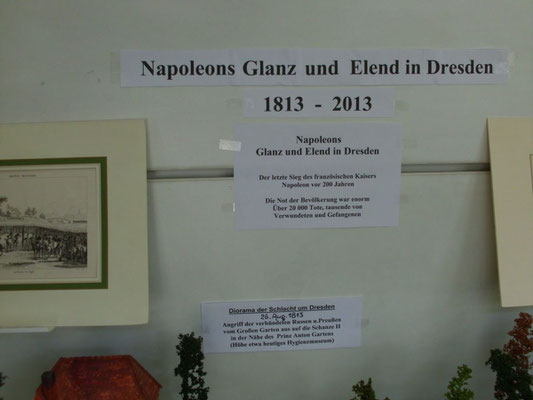 Napoleons Glanz und Elend in Dresden
1813 - 2013
Napoleons
Glanz und Elend in Dresden
Der letzte Sieg des französischen Kaisers
Napoleon vor 200 Jahren
Die Not der Bevölkerung war enorm
Über 20 000 Tote, tausende von
Verwundeten und Gefangenen
Diorama der Schlacht um Dresden
26. Aug. 1813
Angriff der verbündeten Russen u.Preußen
vom Großen Garten aus auf die Schanze II
in der Nähe des Prinz Anton Gartens
(Höhe etwa heutiges Hygienemuseum)